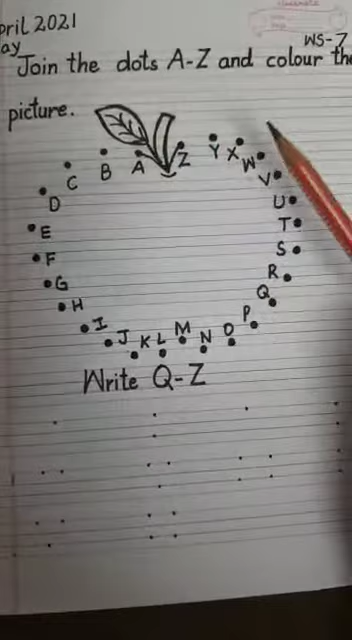 pril 2021
ay
WS-7
Join the dots A-Z and colour the
picture.
A
B
C
D
E
F
G
H
I
J
K
L
M
N
O
P
Q
R
S
T
U
V
W
X
Y
Z
Write Q-Z